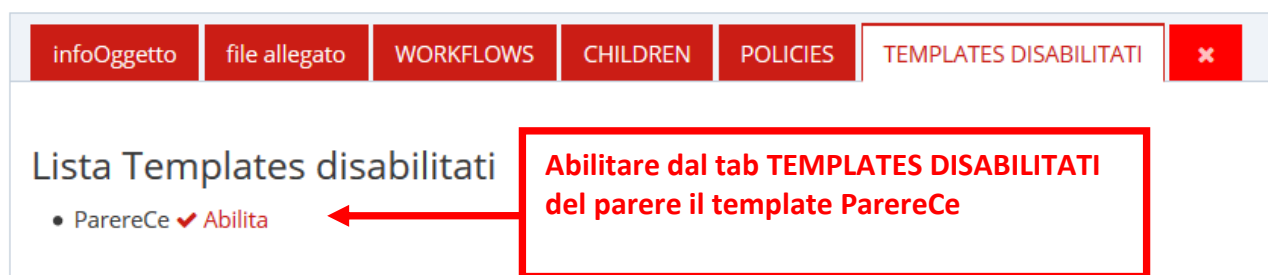 infoOggetto file allegato WORKFLOWS CHILDREN POLICIES TEMPLATES DISABILITATI ×
Lista Templates disabilitati
• ParereCe ✔ Abilita
Abilitare dal tab TEMPLATES DISABILITATI
del parere il template ParereCe